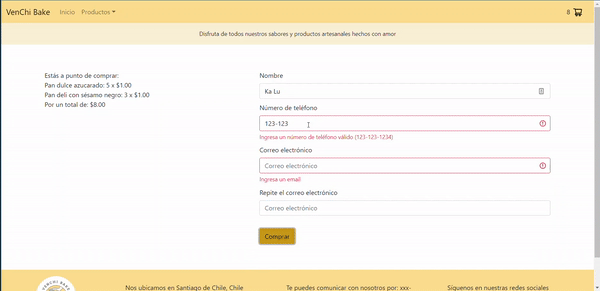 VenChi Bake Inicio Productos 8
Disfruta de todos nuestros sabores y productos artesanales hechos con amor
Estás a punto de comprar:
Pan dulce azucarado: 5 x $1.00
Pan deli con sésamo negro: 3 x $1.00
Por un total de: $8.00
Nombre
Ka Lu
Número de teléfono
123-123
Ingresa un número de teléfono válido (123-123-1234)
Correo electrónico
Correo electrónico
Ingresa un email
Repite el correo electrónico
Correo electrónico
Comprar
VENCHI BAKE
Nos ubicamos en Santiago de Chile, Chile
Te puedes comunicar con nosotros por: xxx-
Síguenos en nuestras redes sociales